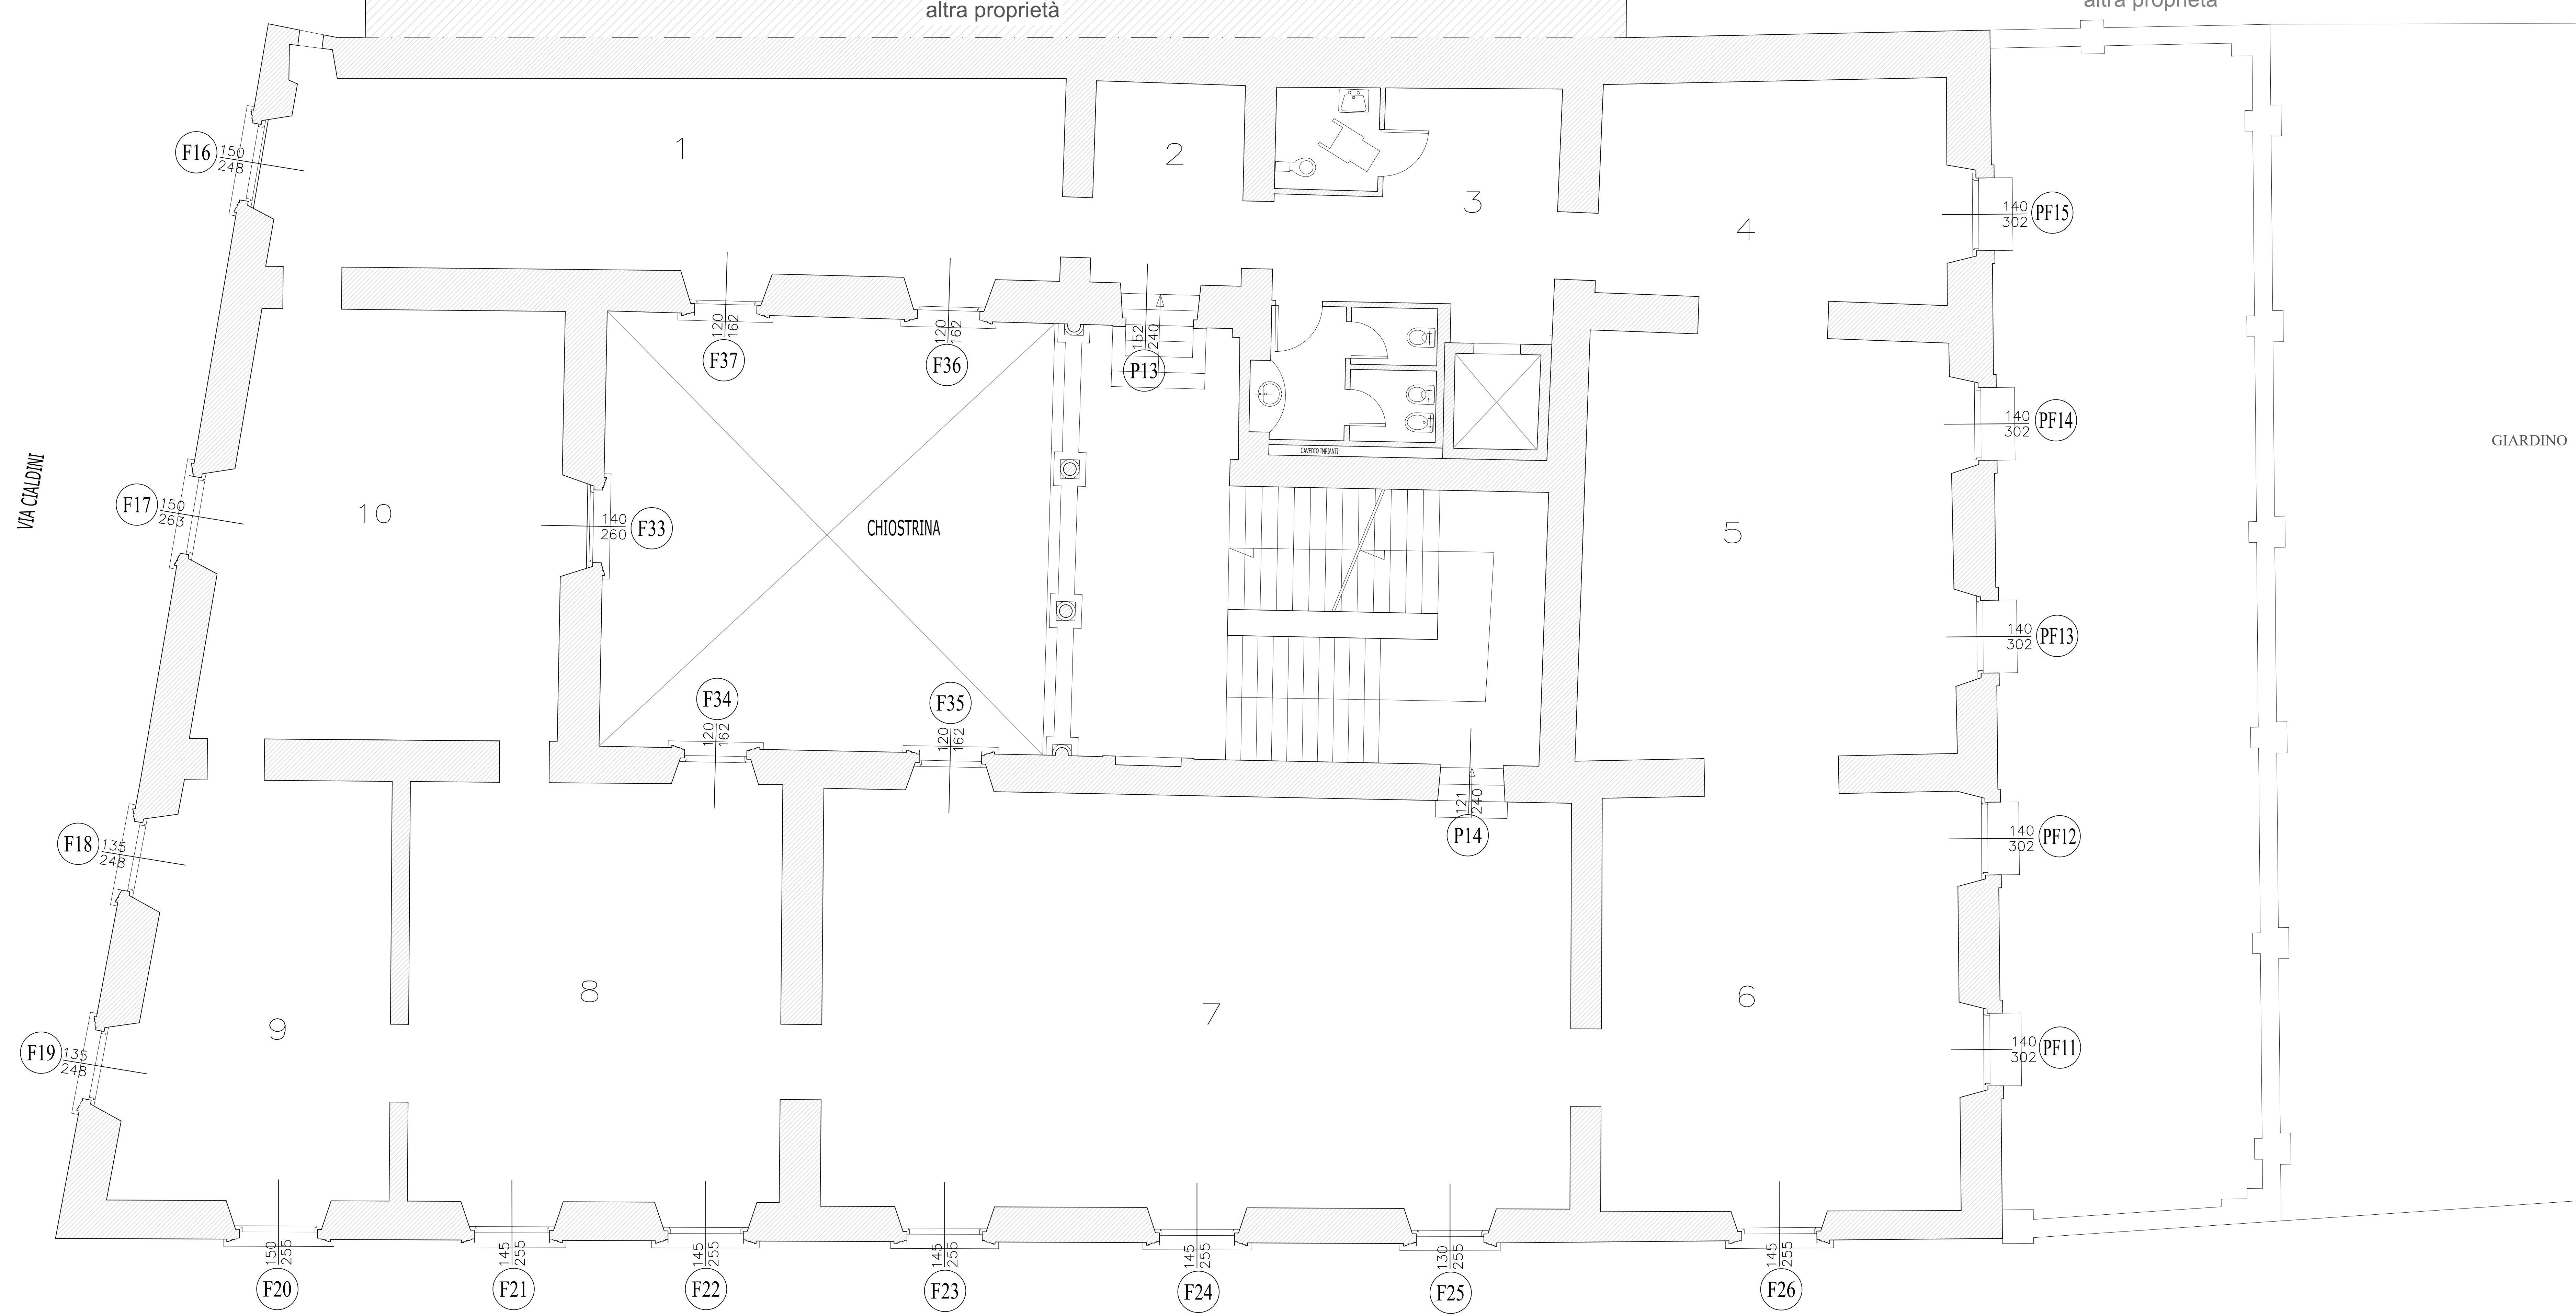 altra proprietà
altra proprietà
F16
150
248
1
2
3
4
140
302
PF15
120
162
F37
120
162
F36
152
240
P13
140
302
PF14
GIARDINO
VIA CIALDINI
CAVEDIO IMPIANTI
F17
150
263
10
140
260
F33
CHIOSTRINA
5
140
302
PF13
F34
120
162
F35
120
162
121
240
P14
F18
135
248
140
302
PF12
8
7
6
9
F19
135
248
140
302
PF11
150
255
F20
145
255
F21
145
255
F22
145
255
F23
145
255
F24
130
255
F25
145
255
F26